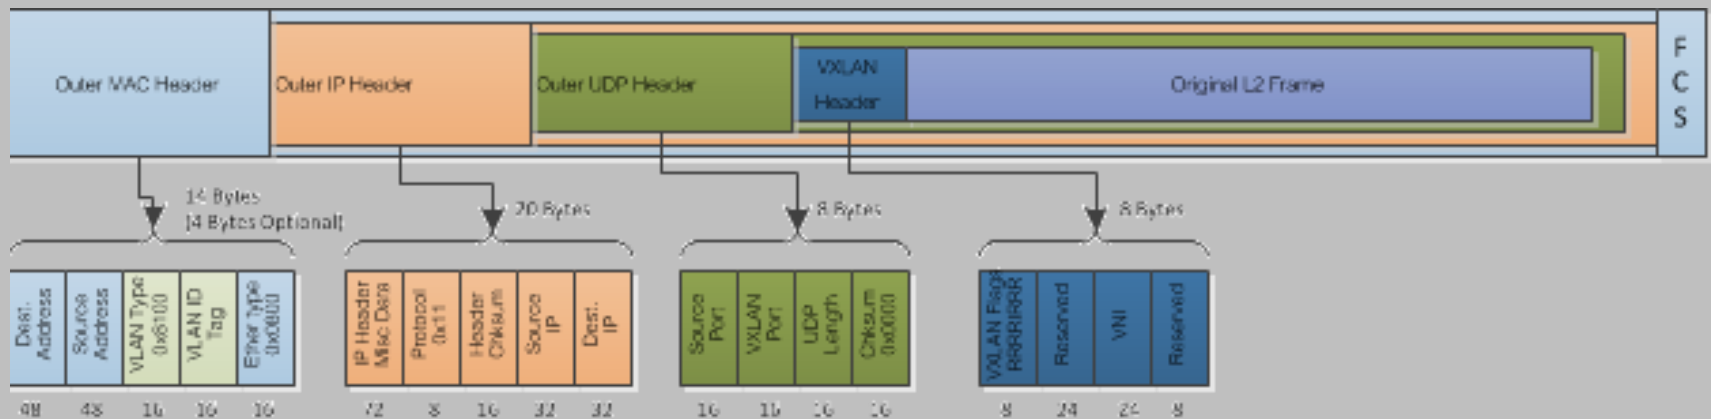 Outer MAC Header
Outer IP Header
Outer UDP Header
VXLAN
Header
Original L2 Frame
F
C
S
14 Bytes
(4 Bytes Optional)
20 Bytes
8 Bytes
8 Bytes
Dest.
Address
Source
Address
VLAN Type
0x8100
VLAN ID
Tag
Ether Type
0x0800
IP Header
Misc Data
Protocol
0x11
Header
Chksum
Source
IP
Dest.
IP
Source
Port
VXLAN
Port
UDP
Length
Chksum
0x0000
VXLAN Flags
RRRRIRRR
Reserved
VNI
Reserved
48 48 16 16 16
72 8 16 32 32
16 16 16 16
8 24 24 8